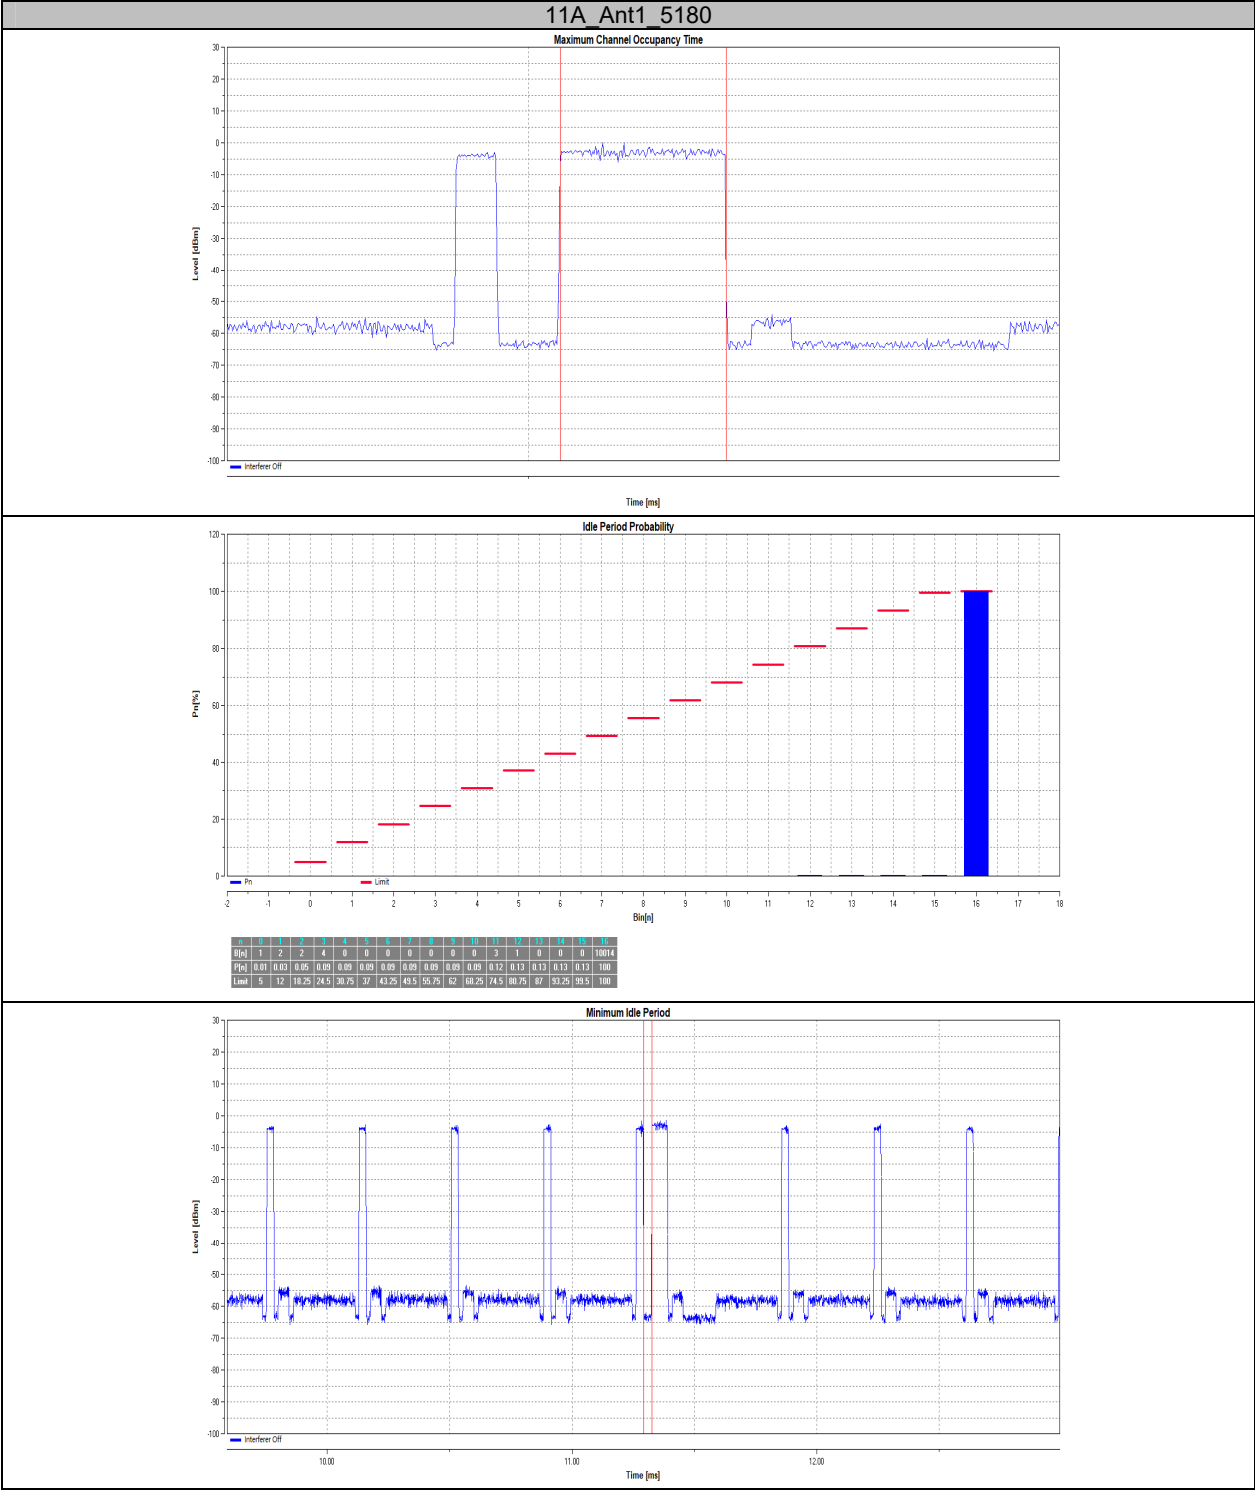 11A_Ant1_5180
Maximum Channel Occupancy Time
30
20
10
0
-10
-20
-30
-40
-50
-60
-70
-80
-90
-100
Level [dBm]
Interferer Off
Time [ms]
Idle Period Probability
120
100
80
60
40
20
0
Pn[%]
Pn Limit
-2 -1 0 1 2 3 4 5 6 7 8 9 10 11 12 13 14 15 16 17 18
Bin[n]
n 0 1 2 3 4 5 6 7 8 9 10 11 12 13 14 15 16
B[n] 1 2 2 4 0 0 0 0 0 0 0 3 1 0 0 0 10014
P[n] 0.01 0.03 0.05 0.09 0.09 0.09 0.09 0.09 0.09 0.09 0.09 0.12 0.13 0.13 0.13 0.13 100
Limit 5 12 18.25 24.5 30.75 37 43.25 49.5 55.75 62 68.25 74.5 80.75 87 93.25 99.5 100
Minimum Idle Period
30
20
10
0
-10
-20
-30
-40
-50
-60
-70
-80
-90
-100
Level [dBm]
Interferer Off
10.00 11.00 12.00
Time [ms]